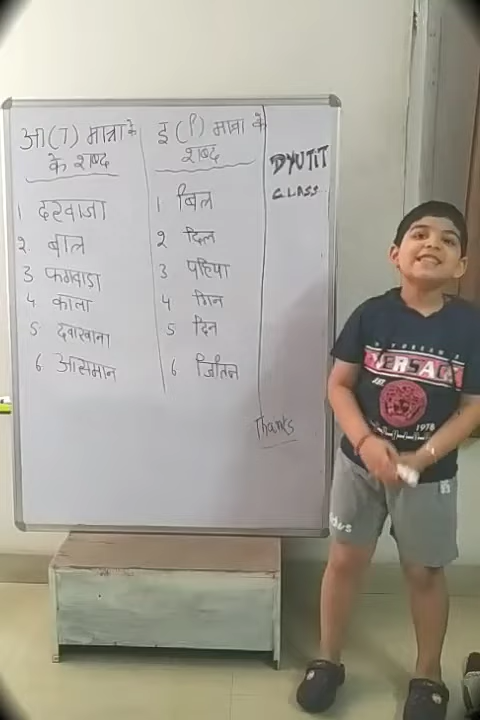 आ(ा) मात्रा के
के शब्द
1 दरवाजा
2. बाल
3 फगवाडा
4. काला
5 दवाखाना
6 आसमान
इ (ि) मात्रा के
शब्द
1. बिल
2 दिल
3 पहिया
4 गिन
5 दिन
6 जितिन
DYUTIT
CLASS
Thanks
VERSACE
1978